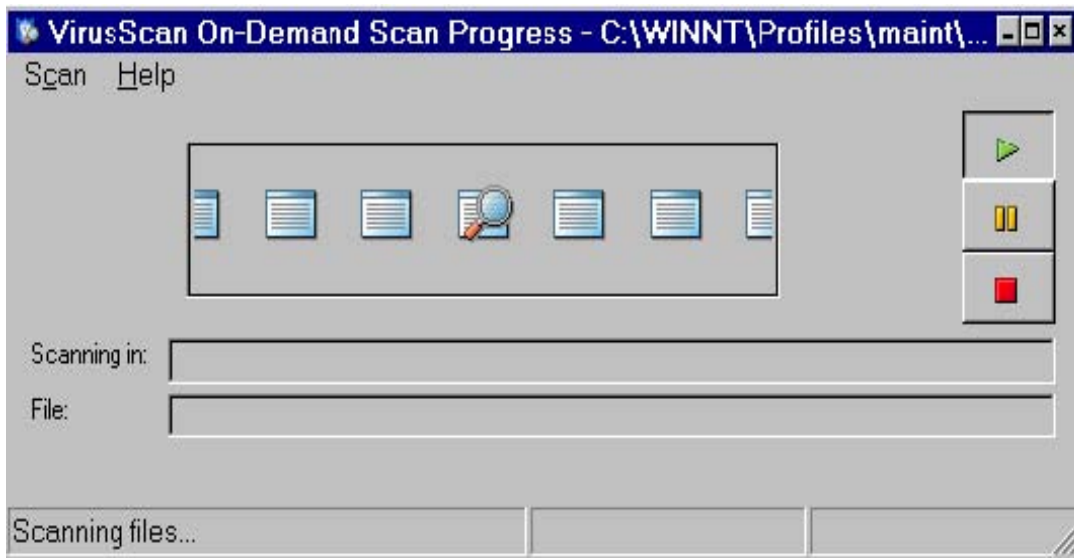 VirusScan On-Demand Scan Progress - C:\WINNT\Profiles\maint\...
Scan Help
Scanning in:
File:
Scanning files...